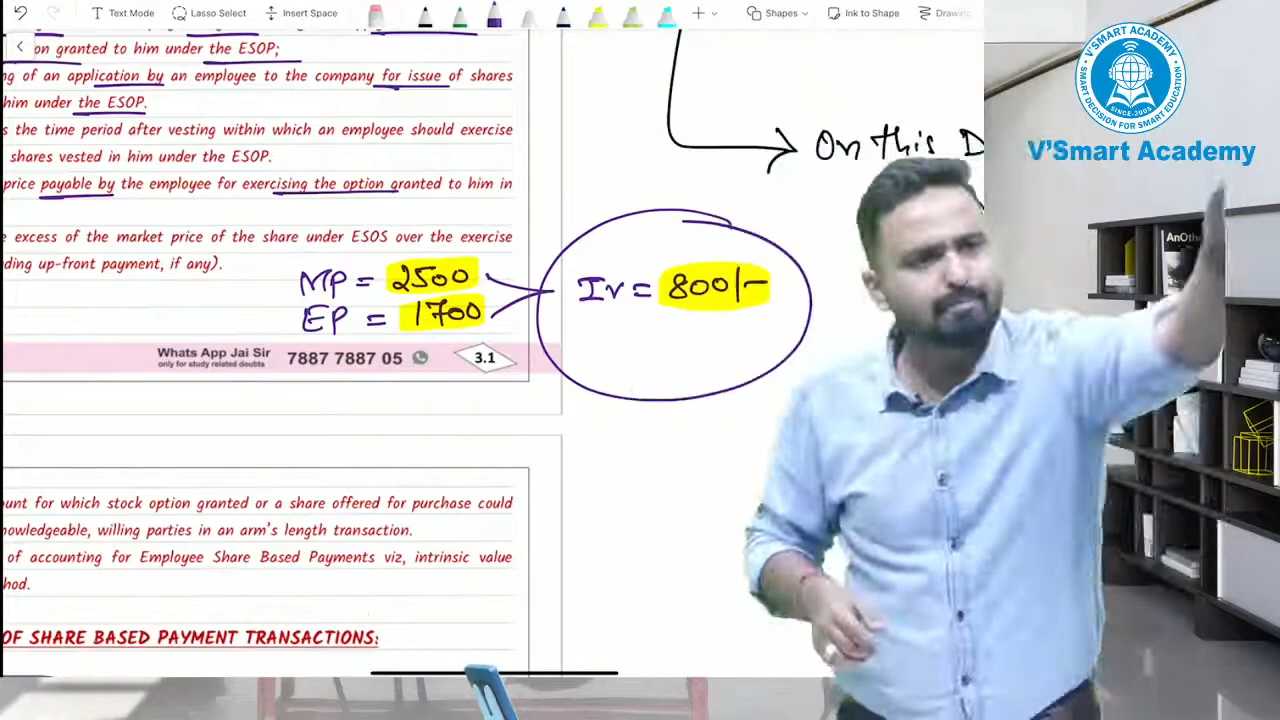 Text Mode Lasso Select Insert Space Shapes Ink to Shape Drawing
on granted to him under the ESOP;
ng of an application by an employee to the company for issue of shares
him under the ESOP.
s the time period after vesting within which an employee should exercise
shares vested in him under the ESOP.
price payable by the employee for exercising the option granted to him in
e excess of the market price of the share under ESOS over the exercise
ding up-front payment, if any).
MP = 2500
EP = 1700
IV = 800/-
On this D
Whats App Jai Sir
only for study related doubts
7887 7887 05
3.1
unt for which stock option granted or a share offered for purchase could
nowledgeable, willing parties in an arm's length transaction.
of accounting for Employee Share Based Payments viz, intrinsic value
hod.
OF SHARE BASED PAYMENT TRANSACTIONS:
V'SMART ACADEMY
SMART DECISION FOR SMART EDUCATION
SINCE-2005
V'Smart Academy
AnOthe